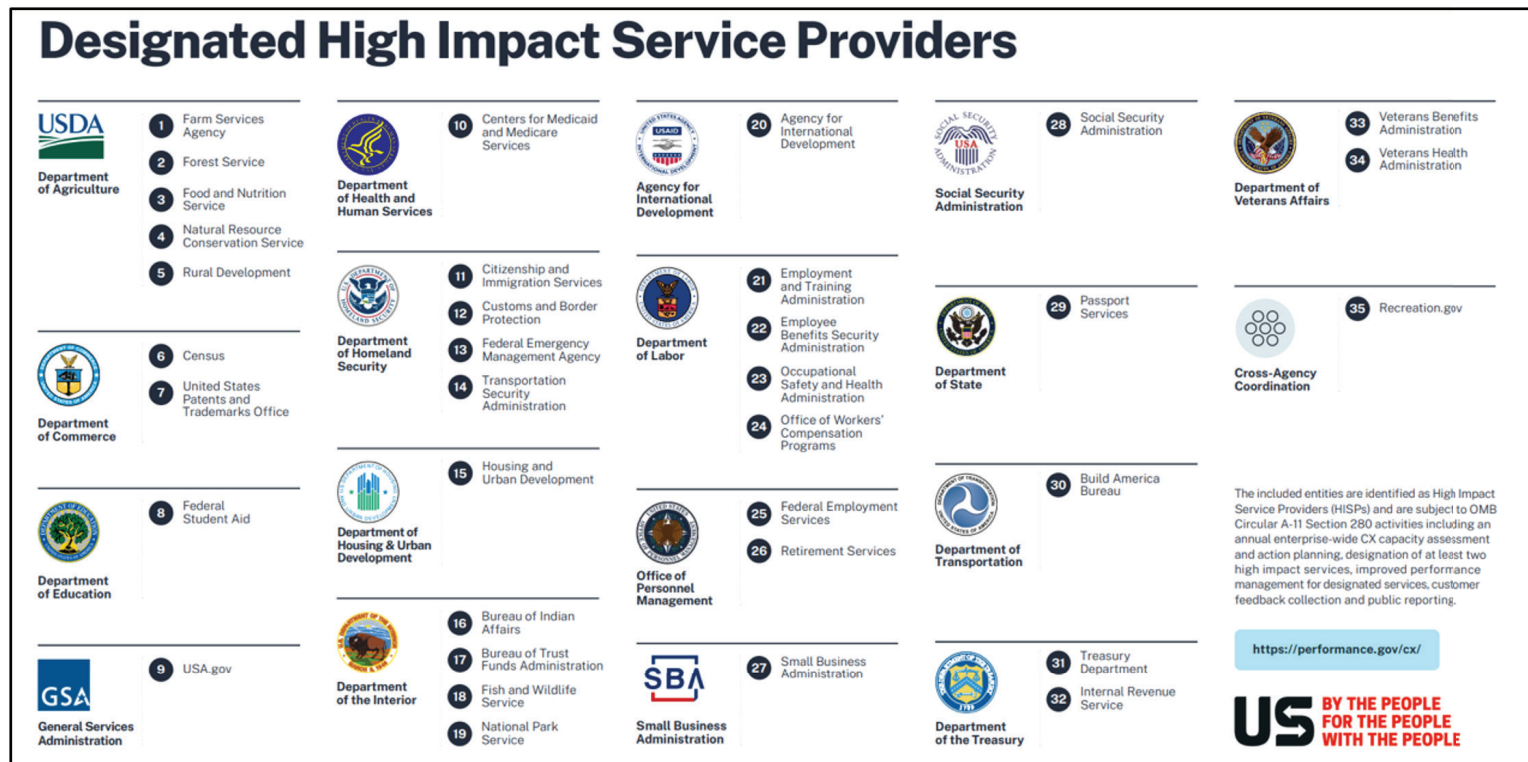 Designated High Impact Service Providers
USDA
Department
of Agriculture
1 Farm Services
Agency
2 Forest Service
3 Food and Nutrition
Service
4 Natural Resource
Conservation Service
5 Rural Development
Department
of Commerce
6 Census
7 United States
Patents and
Trademarks Office
Department
of Education
8 Federal
Student Aid
GSA
General Services
Administration
9 USA.gov
Department
of Health and
Human Services
10 Centers for Medicaid
and Medicare
Services
Department
of Homeland
Security
11 Citizenship and
Immigration Services
12 Customs and Border
Protection
13 Federal Emergency
Management Agency
14 Transportation
Security
Administration
Department of
Housing & Urban
Development
15 Housing and
Urban Development
Department
of the Interior
16 Bureau of Indian
Affairs
17 Bureau of Trust
Funds Administration
18 Fish and Wildlife
Service
19 National Park
Service
USAID
Agency for
International
Development
20 Agency for
International
Development
Department
of Labor
21 Employment
and Training
Administration
22 Employee
Benefits Security
Administration
23 Occupational
Safety and Health
Administration
24 Office of Workers'
Compensation
Programs
Office of
Personnel
Management
25 Federal Employment
Services
26 Retirement Services
SBA
Small Business
Administration
27 Small Business
Administration
SOCIAL SECURITY
USA
ADMINISTRATION
Social Security
Administration
28 Social Security
Administration
Department
of State
29 Passport
Services
Department of
Transportation
30 Build America
Bureau
Department
of the Treasury
31 Treasury
Department
32 Internal Revenue
Service
Department of
Veterans Affairs
33 Veterans Benefits
Administration
34 Veterans Health
Administration
Cross-Agency
Coordination
35 Recreation.gov
The included entities are identified as High Impact
Service Providers (HISPs) and are subject to OMB
Circular A-11 Section 280 activities including an
annual enterprise-wide CX capacity assessment
and action planning, designation of at least two
high impact services, improved performance
management for designated services, customer
feedback collection and public reporting.
https://performance.gov/cx/
US
BY THE PEOPLE
FOR THE PEOPLE
WITH THE PEOPLE